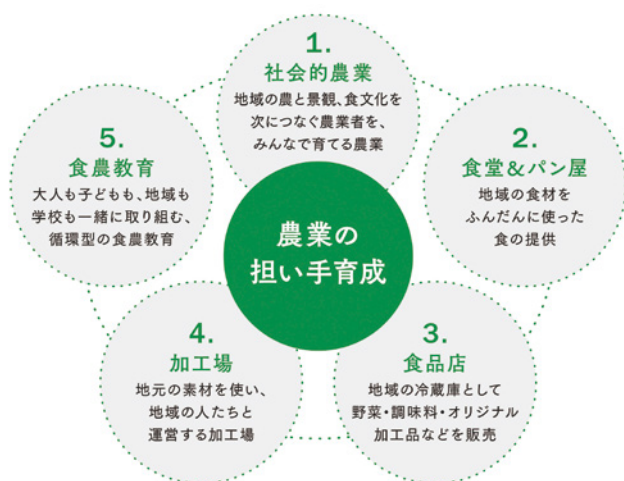 1.
社会的農業
地域の農と景観、食文化を
次につなぐ農業者を、
みんなで育てる農業
2.
食堂＆パン屋
地域の食材を
ふんだんに使った
食の提供
3.
食品店
地域の冷蔵庫として
野菜・調味料・オリジナル
加工品などを販売
4.
加工場
地元の素材を使い、
地域の人たちと
運営する加工場
5.
食農教育
大人も子どもも、地域も
学校も一緒に取り組む、
循環型の食農教育
農業の
担い手育成